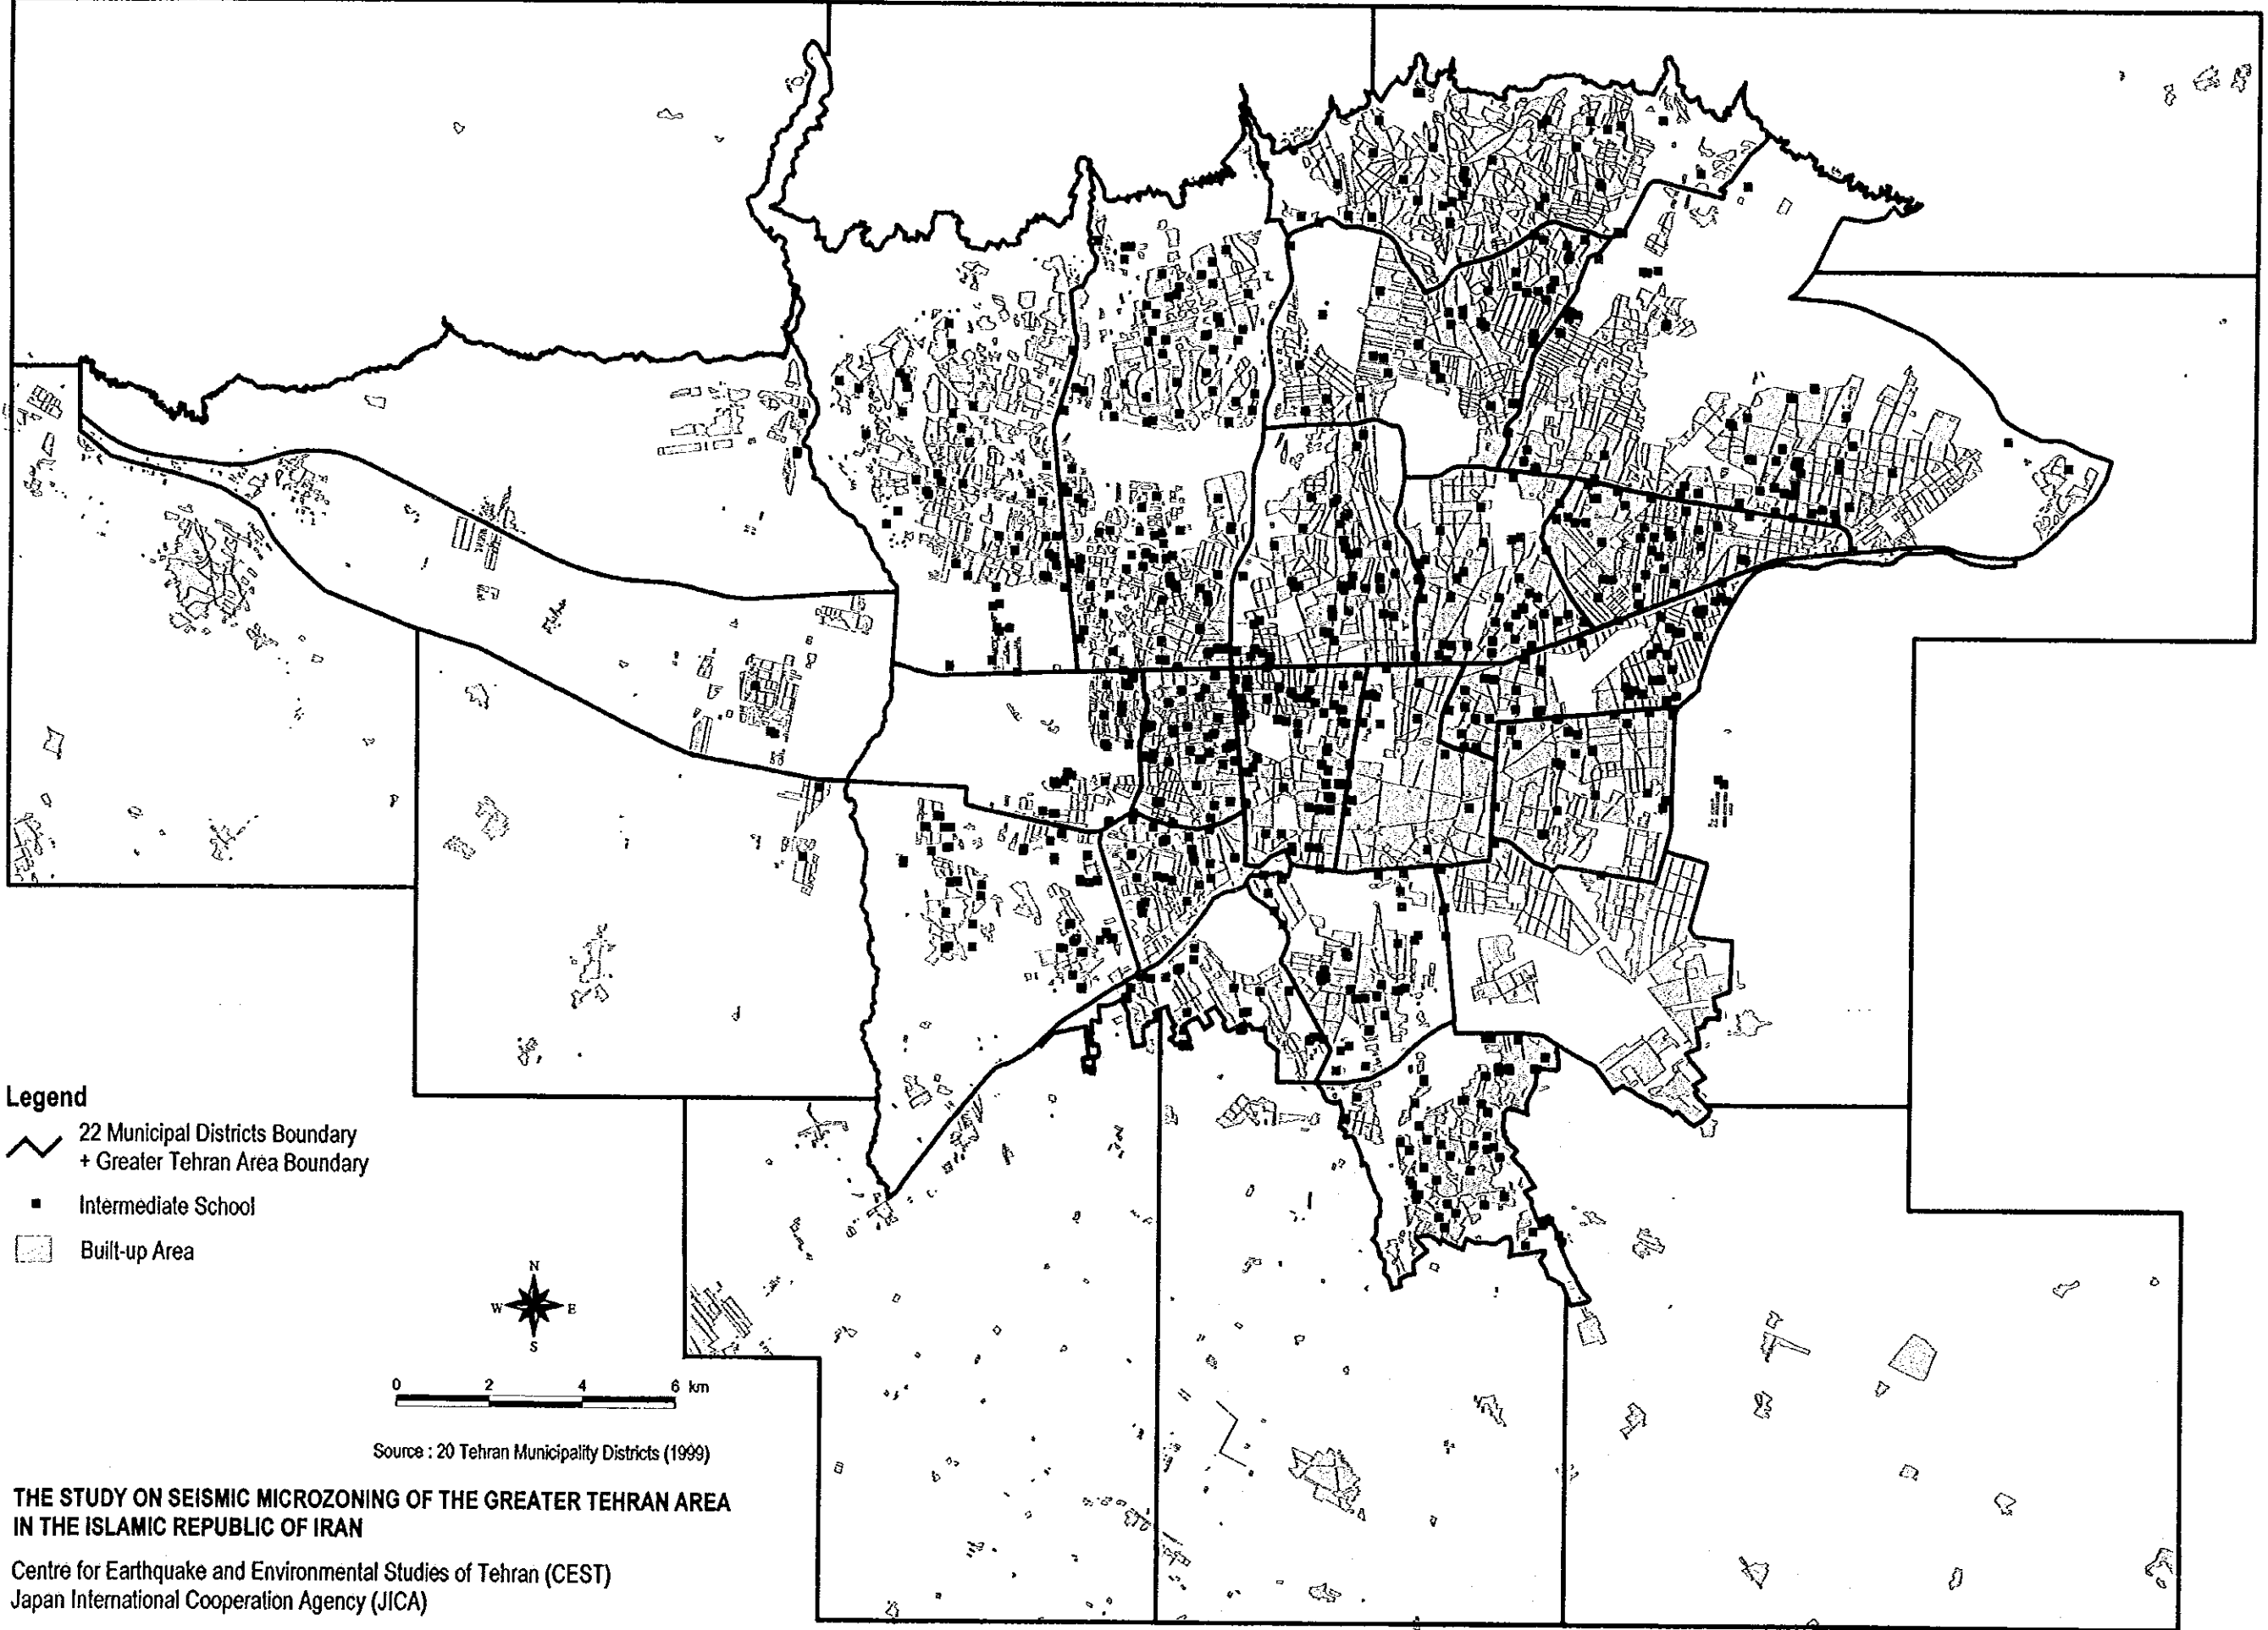 Legend
22 Municipal Districts Boundary
+ Greater Tehran Area Boundary
Intermediate School
Built-up Area
N
W E
S
0 2 4 6 km
Source : 20 Tehran Municipality Districts (1999)
THE STUDY ON SEISMIC MICROZONING OF THE GREATER TEHRAN AREA
IN THE ISLAMIC REPUBLIC OF IRAN
Centre for Earthquake and Environmental Studies of Tehran (CEST)
Japan International Cooperation Agency (JICA)